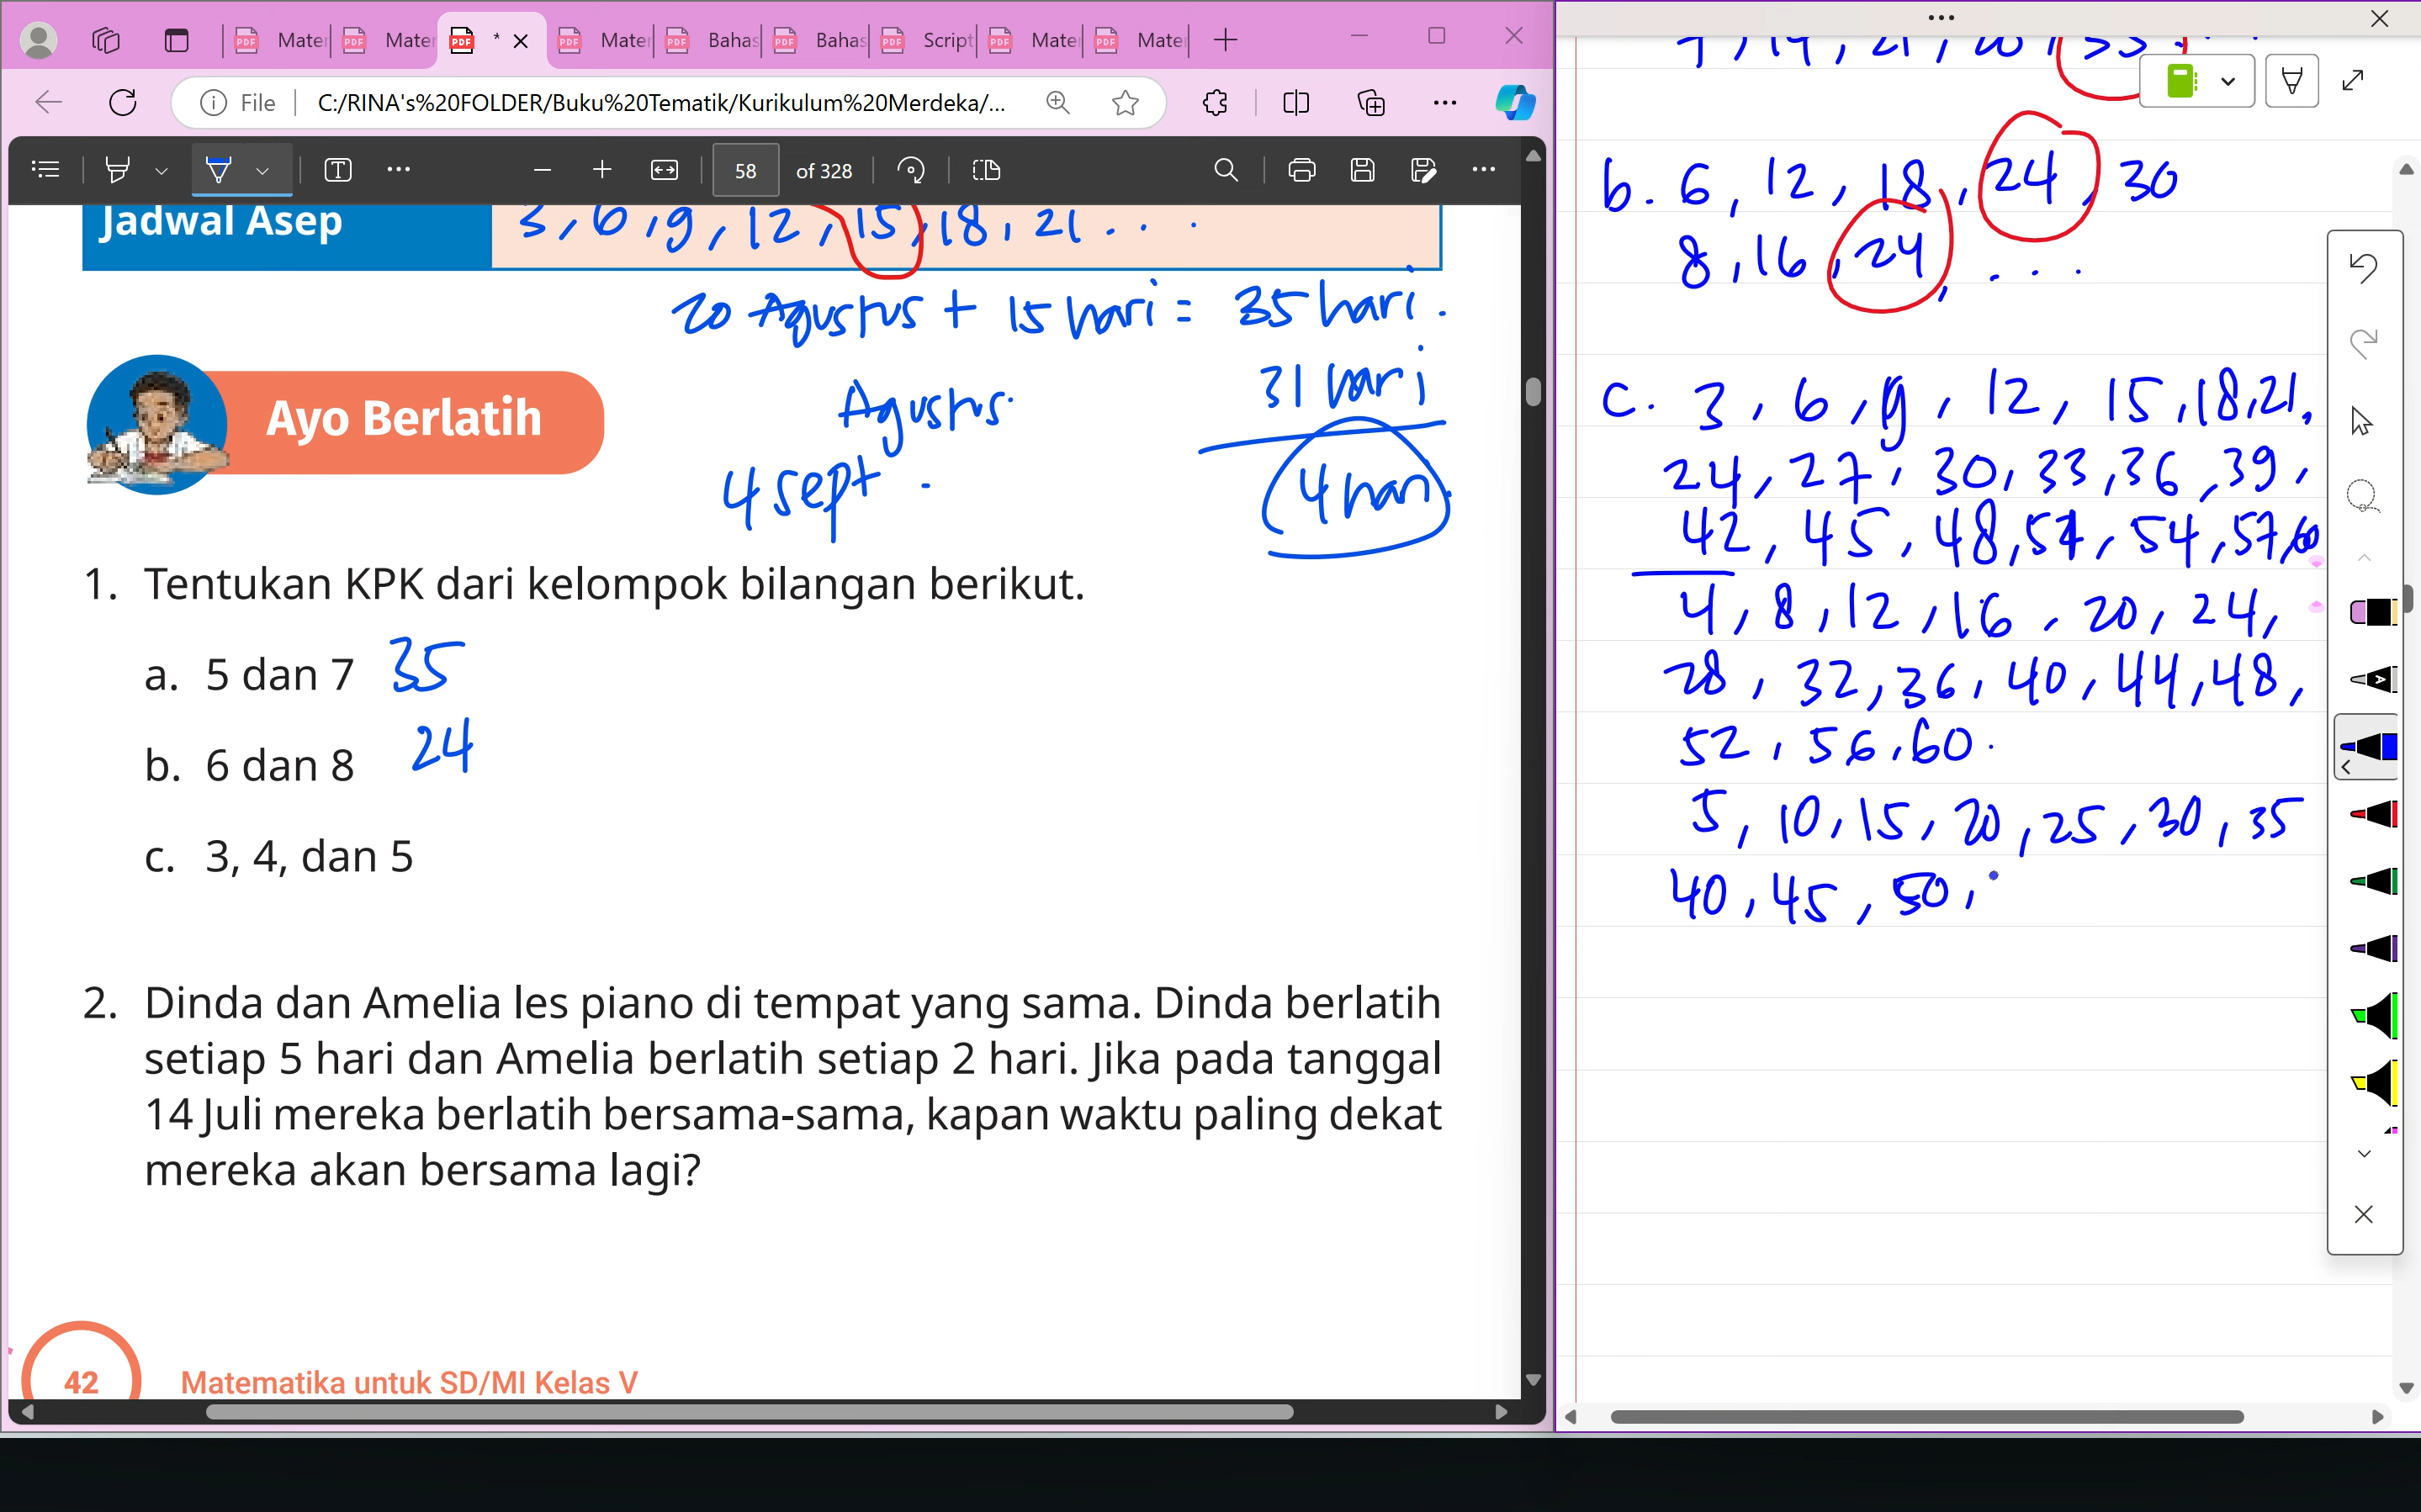 Mater
Mater
*
Mater
Bahas
Bahas
Script
Mater
Mater
File
C:/RINA's%20FOLDER/Buku%20Tematik/Kurikulum%20Merdeka/...
58 of 328
Jadwal Asep
3, 6, 9, 12, 15, 18, 21 . . .
20 Agustus + 15 hari = 35 hari.
Agustus. 31 hari
4 sept. 4 hari
Ayo Berlatih
1. Tentukan KPK dari kelompok bilangan berikut.
a. 5 dan 7 35
b. 6 dan 8 24
c. 3, 4, dan 5
2. Dinda dan Amelia les piano di tempat yang sama. Dinda berlatih
setiap 5 hari dan Amelia berlatih setiap 2 hari. Jika pada tanggal
14 Juli mereka berlatih bersama-sama, kapan waktu paling dekat
mereka akan bersama lagi?
42 Matematika untuk SD/MI Kelas V
b. 6, 12, 18, 24, 30
8, 16, 24, . . .
c. 3, 6, 9, 12, 15, 18, 21,
24, 27, 30, 33, 36, 39,
42, 45, 48, 54, 57, 60
4, 8, 12, 16, 20, 24,
28, 32, 36, 40, 44, 48,
52, 56, 60.
5, 10, 15, 20, 25, 30, 35
40, 45, 50,